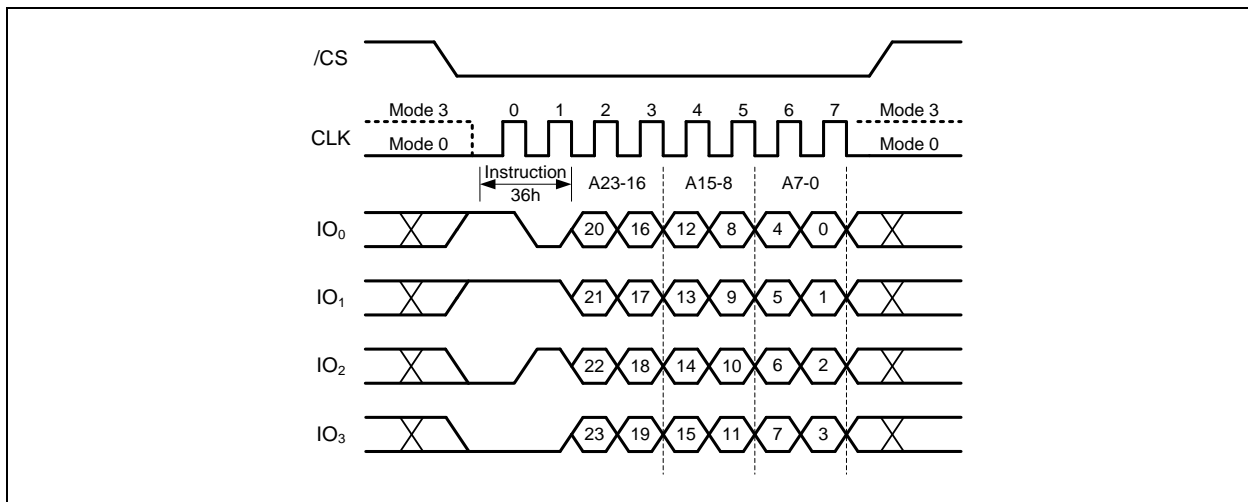 /CS
Mode 3 0 1 2 3 4 5 6 7 Mode 3
CLK
Mode 0 Mode 0
Instruction
36h
A23-16 A15-8 A7-0
IO₀ 20 16 12 8 4 0
IO₁ 21 17 13 9 5 1
IO₂ 22 18 14 10 6 2
IO₃ 23 19 15 11 7 3